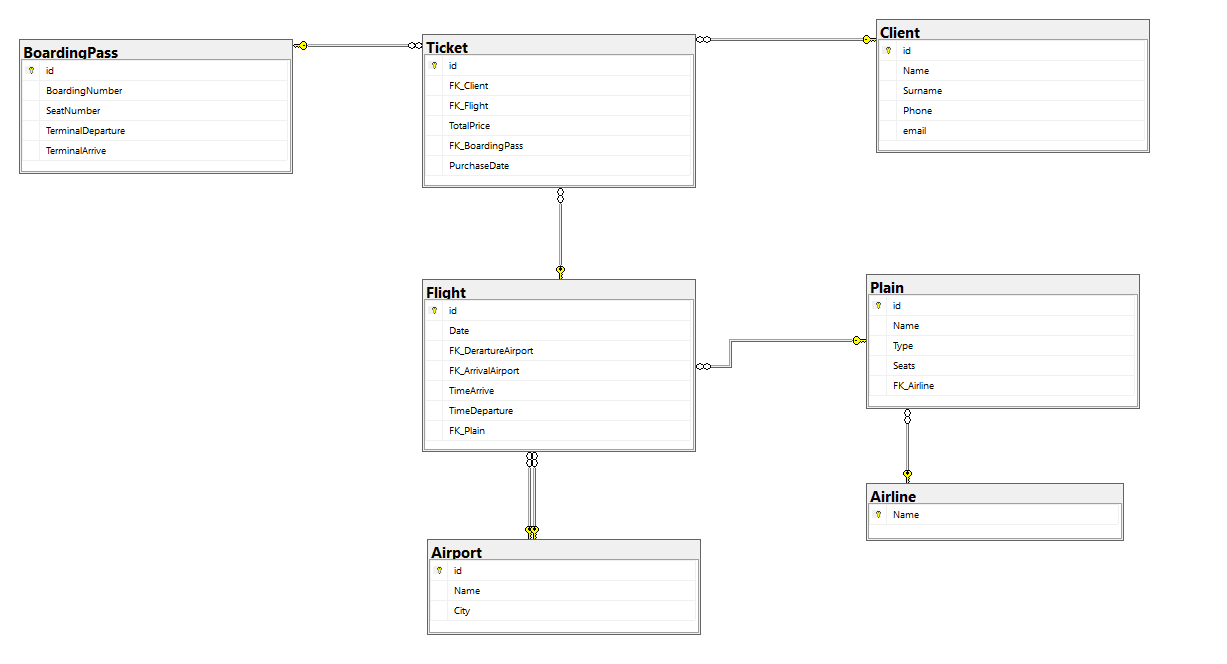 BoardingPass
id
BoardingNumber
SeatNumber
TerminalDeparture
TerminalArrive
Ticket
id
FK_Client
FK_Flight
TotalPrice
FK_BoardingPass
PurchaseDate
Client
id
Name
Surname
Phone
email
Flight
id
Date
FK_DerartureAirport
FK_ArrivalAirport
TimeArrive
TimeDeparture
FK_Plain
Plain
id
Name
Type
Seats
FK_Airline
Airline
Name
Airport
id
Name
City